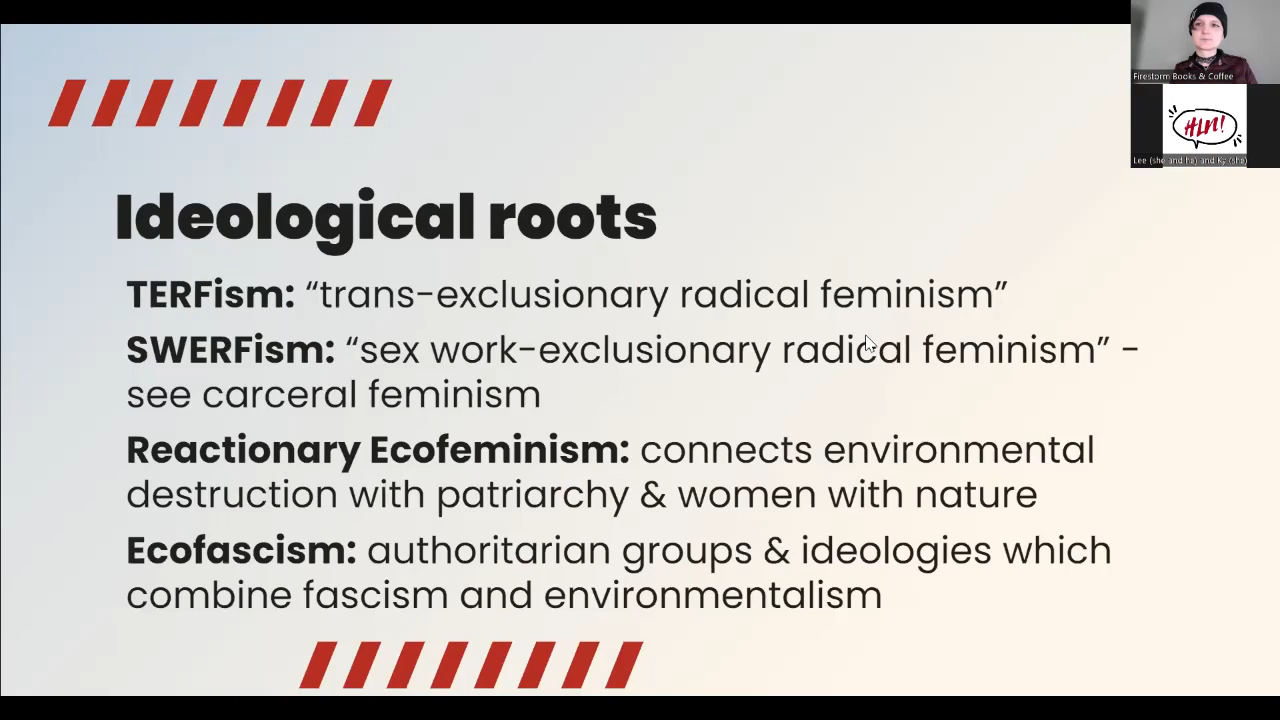 Firestorm Books & Coffee
HLN!
Lee (she and he) and Ky (she)
Ideological roots
TERFism: “trans-exclusionary radical feminism”
SWERFism: “sex work-exclusionary radical feminism” -
see carceral feminism
Reactionary Ecofeminism: connects environmental
destruction with patriarchy & women with nature
Ecofascism: authoritarian groups & ideologies which
combine fascism and environmentalism